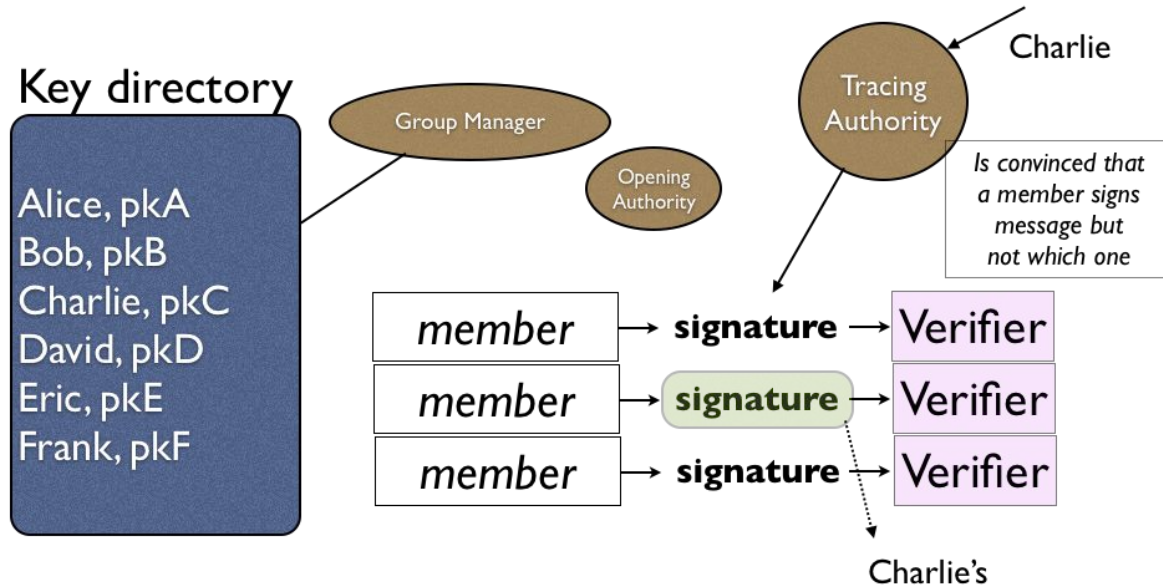 Key directory
Alice, pkA
Bob, pkB
Charlie, pkC
David, pkD
Eric, pkE
Frank, pkF
Group Manager
Opening
Authority
Tracing
Authority
Charlie
Is convinced that
a member signs
message but
not which one
member
signature
Verifier
member
signature
Verifier
member
signature
Verifier
Charlie's